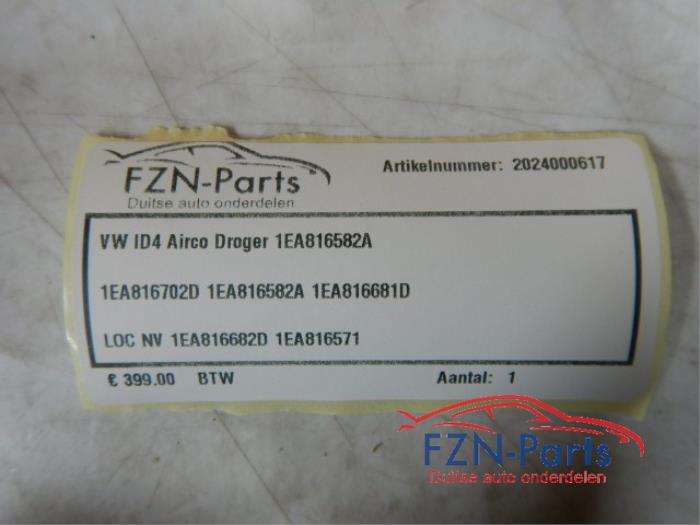 FZN-Parts
Duitse auto onderdelen
Artikelnummer: 2024000617
VW ID4 Airco Droger 1EA816582A
1EA816702D 1EA816582A 1EA816681D
LOC NV 1EA816682D 1EA816571
€ 399.00 BTW Aantal: 1
FZN-Parts
Duitse auto onderdelen